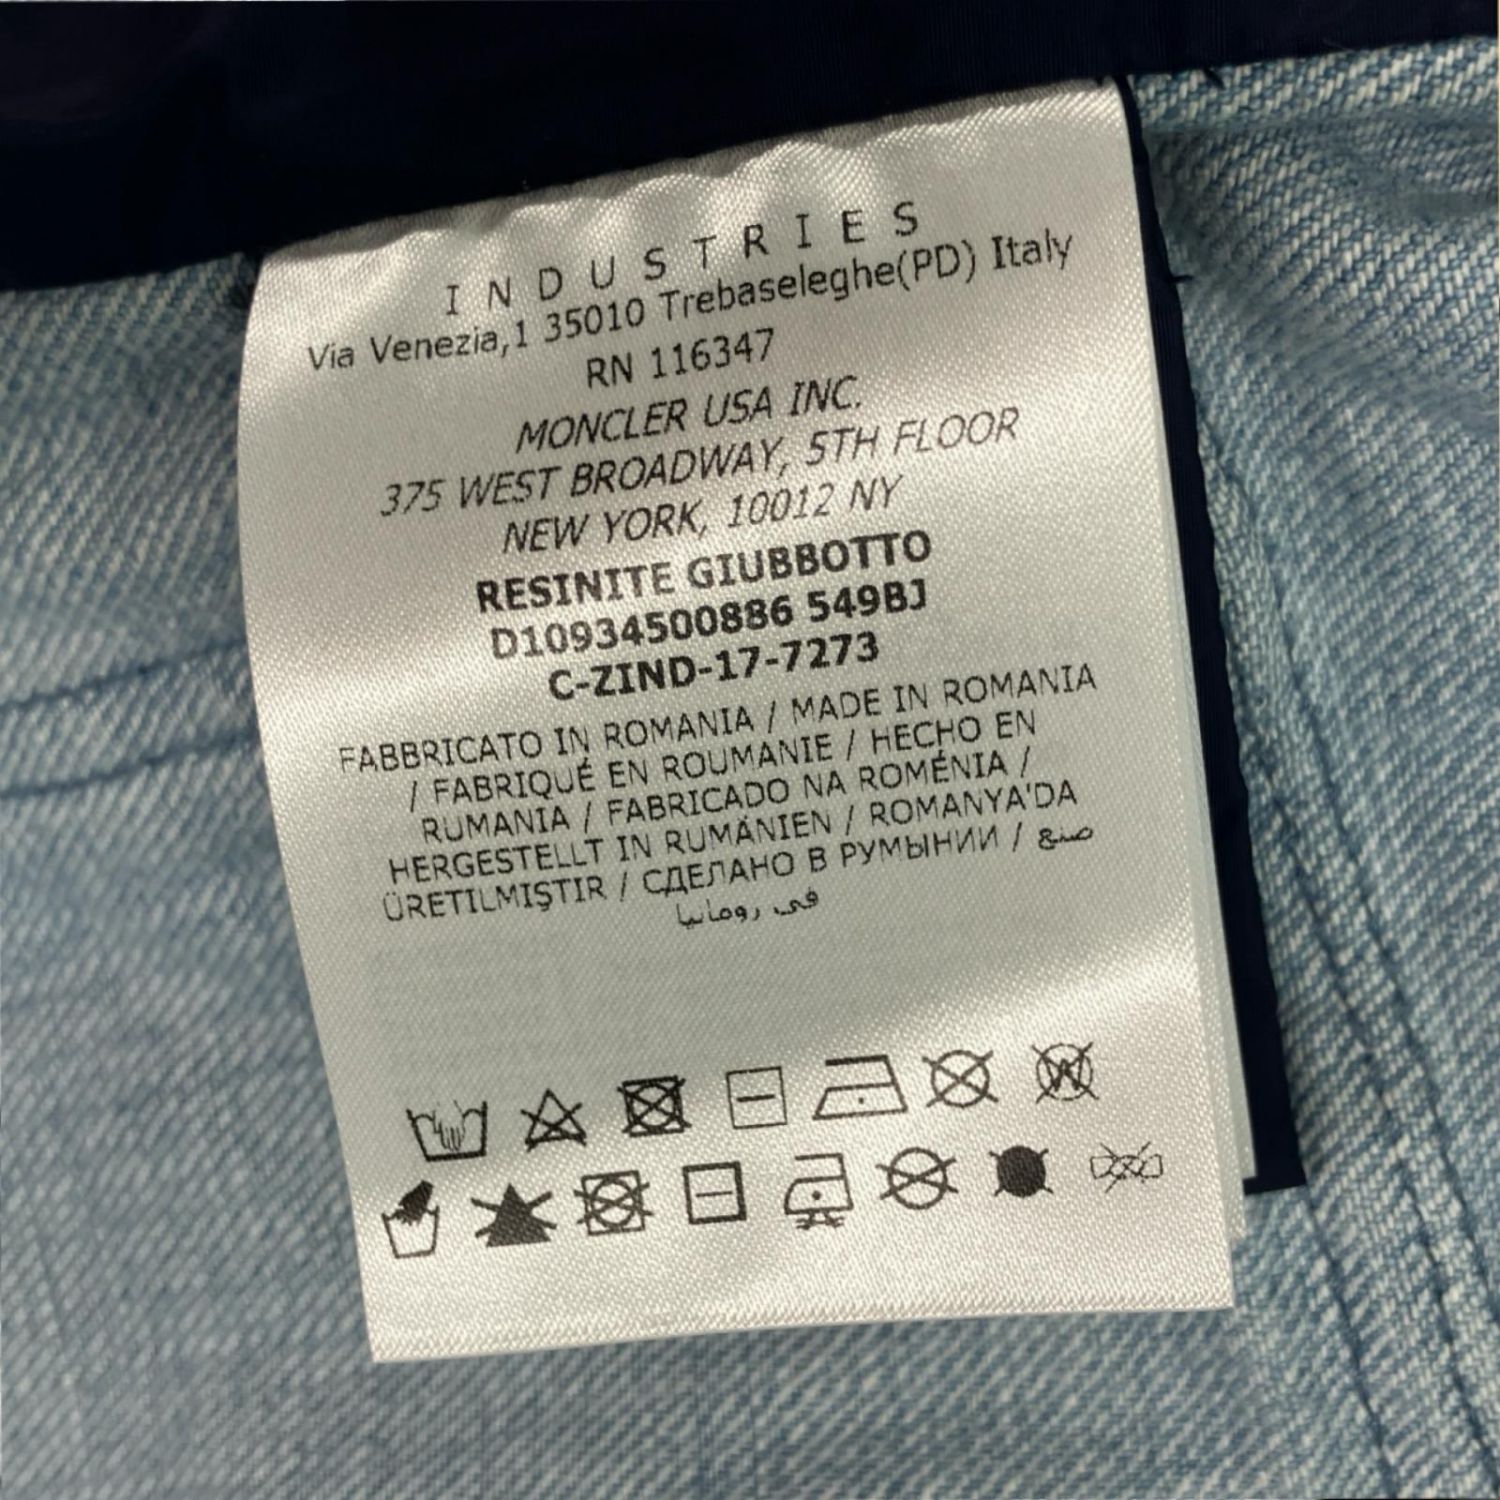 INDUSTRIES
Via Venezia,1 35010 Trebaseleghe(PD) Italy
RN 116347
MONCLER USA INC.
375 WEST BROADWAY, 5TH FLOOR
NEW YORK, 10012 NY
RESINITE GIUBBOTTO
D10934500886 549BJ
C-ZIND-17-7273
FABBRICATO IN ROMANIA / MADE IN ROMANIA
/ FABRIQUÉ EN ROUMANIE / HECHO EN
RUMANIA / FABRICADO NA ROMÉNIA /
HERGESTELLT IN RUMÄNIEN / ROMANYA'DA
ÜRETILMIŞTIR / СДЕЛАНО В РУМЫНИИ / صنع
في رومانيا
W